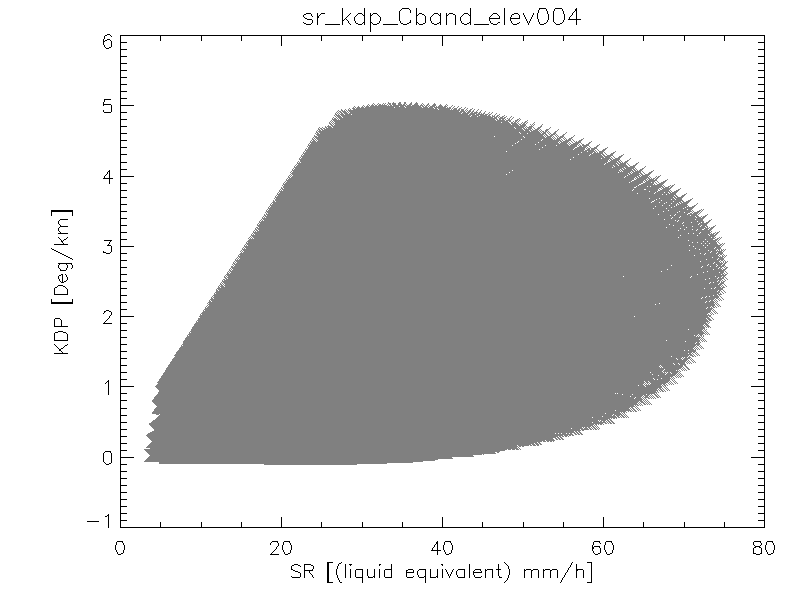 sr_kdp_Cband_elev004
6
5
4
3
2
1
0
-1
KDP [Deg/km]
0 20 40 60 80
SR [(liquid equivalent) mm/h]